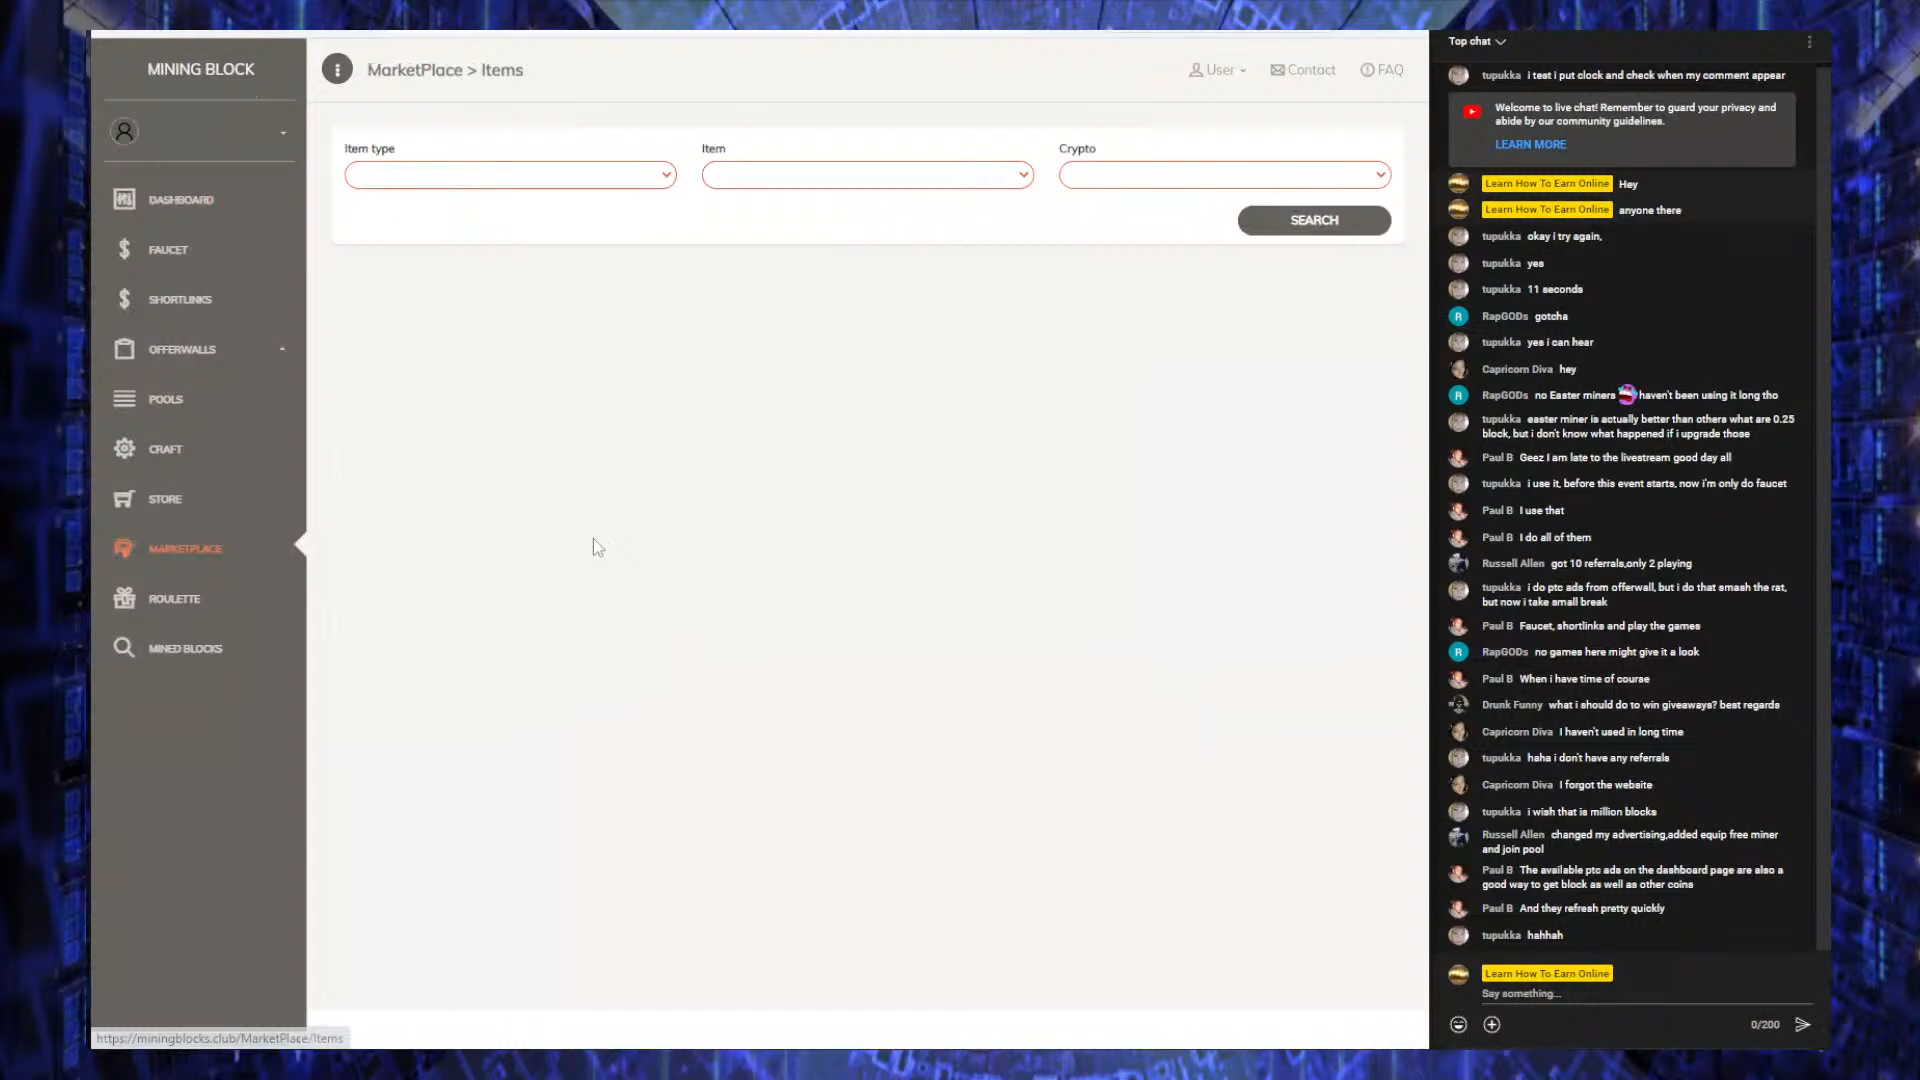 MINING BLOCK
DASHBOARD
FAUCET
SHORTLINKS
OFFERWALLS
POOLS
CRAFT
STORE
MARKETPLACE
ROULETTE
MINED BLOCKS
https://miningblocks.club/MarketPlace/Items
MarketPlace > Items
User
Contact
FAQ
Item type
Item
Crypto
SEARCH
Top chat
tupukka i test i put clock and check when my comment appear
Welcome to live chat! Remember to guard your privacy and
abide by our community guidelines.
LEARN MORE
Learn How To Earn Online Hey
Learn How To Earn Online anyone there
tupukka okay i try again,
tupukka yes
tupukka 11 seconds
R RapGODs gotcha
tupukka yes i can hear
Capricorn Diva hey
R RapGODs no Easter miners haven't been using it long tho
tupukka easter miner is actually better than others what are 0.25
block, but i don't know what happened if i upgrade those
Paul B Geez I am late to the livestream good day all
tupukka i use it, before this event starts, now i'm only do faucet
Paul B I use that
Paul B I do all of them
Russell Allen got 10 referrals,only 2 playing
tupukka i do ptc ads from offerwall, but i do that smash the rat,
but now i take small break
Paul B Faucet, shortlinks and play the games
R RapGODs no games here might give it a look
Paul B When i have time of course
Drunk Funny what i should do to win giveaways? best regards
Capricorn Diva I haven't used in long time
tupukka haha i don't have any referrals
Capricorn Diva I forgot the website
tupukka i wish that is million blocks
Russell Allen changed my advertising,added equip free miner
and join pool
Paul B The available ptc ads on the dashboard page are also a
good way to get block as well as other coins
Paul B And they refresh pretty quickly
tupukka hahhah
Learn How To Earn Online
Say something...
0/200